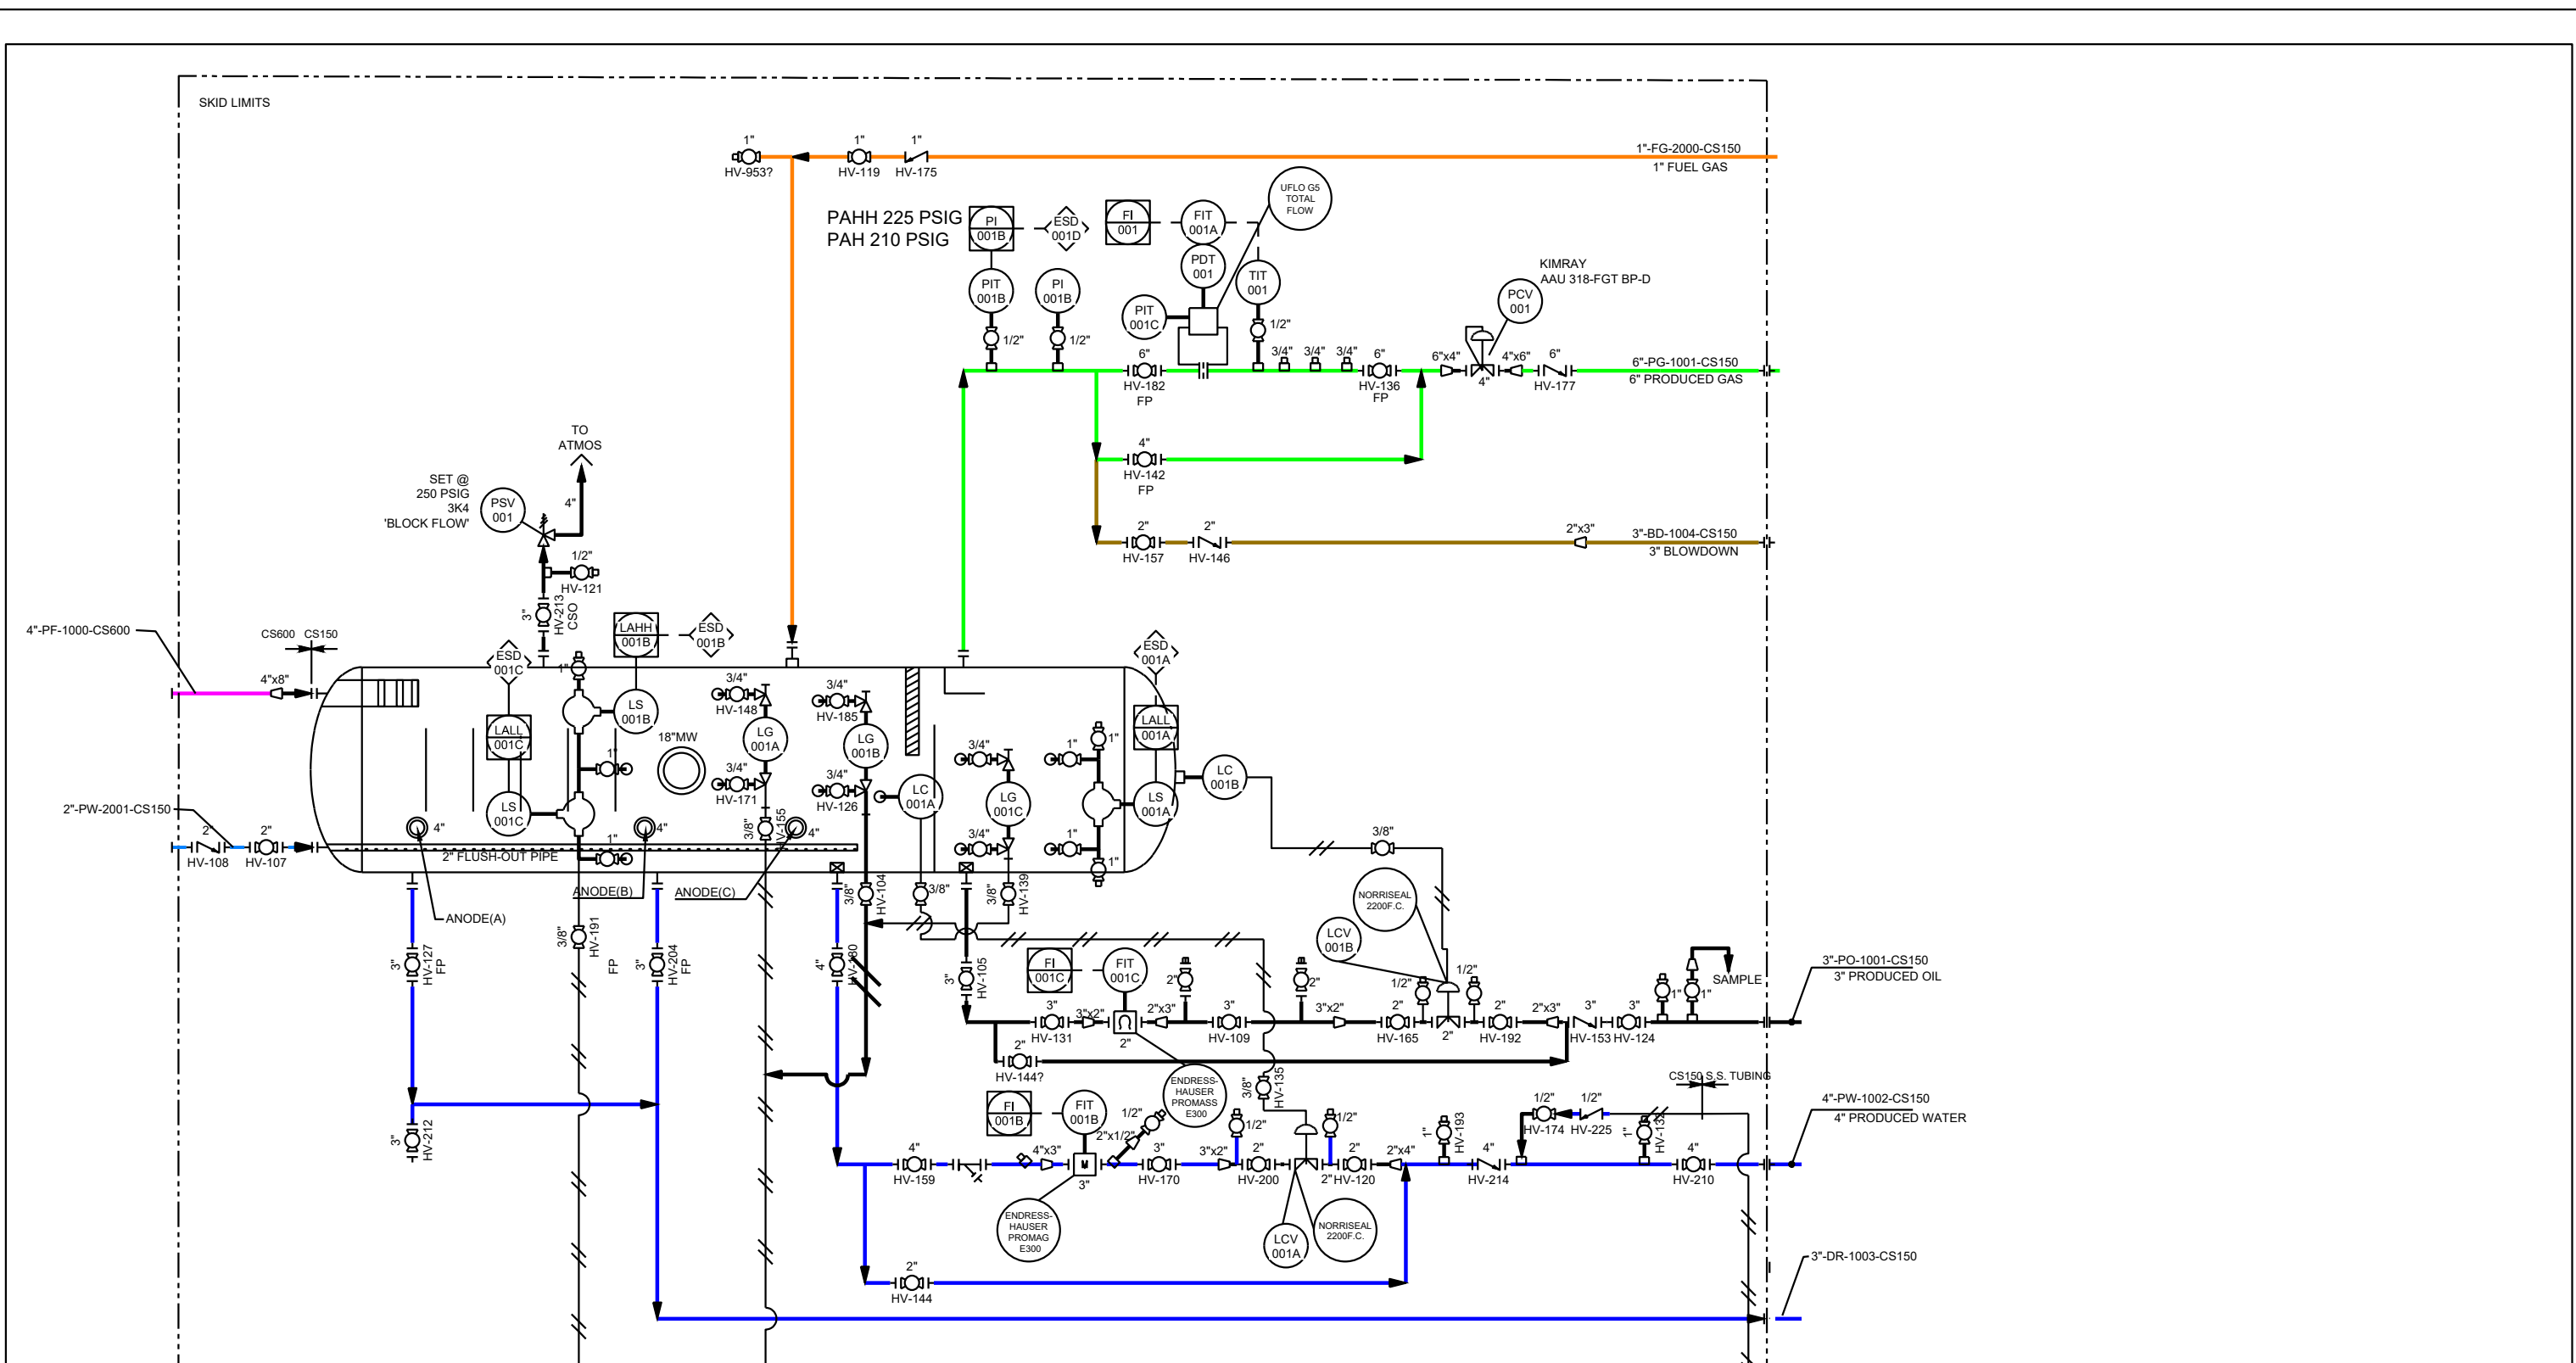 SKID LIMITS
1"
HV-953?
1"
HV-119
1"
HV-175
1"-FG-2000-CS150
1" FUEL GAS
PAHH 225 PSIG
PAH 210 PSIG
PI
001B
ESD
001D
FI
001
FIT
001A
UFLO G5
TOTAL
FLOW
PDT
001
PIT
001B
PI
001B
PIT
001C
TIT
001
KIMRAY
AAU 318-FGT BP-D
PCV
001
1/2"
1/2"
1/2"
6"
HV-182
FP
3/4"
3/4"
3/4"
6"
HV-136
FP
6"x4"
4"
4"x6"
6"
HV-177
6"-PG-1001-CS150
6" PRODUCED GAS
4"
HV-142
FP
2"
HV-157
2"
HV-146
2"x3"
3"-BD-1004-CS150
3" BLOWDOWN
TO
ATMOS
SET @
250 PSIG
3K4
'BLOCK FLOW'
PSV
001
4"
1/2"
HV-121
3"
HV-213
CSO
4"-PF-1000-CS600
CS600
CS150
4"x8"
ESD
001C
LAHH
001B
ESD
001B
1"
LS
001B
LALL
001C
LS
001C
1"
1"
18"MW
3/4"
HV-148
LG
001A
3/4"
HV-171
3/4"
HV-185
LG
001B
3/4"
HV-126
3/8"
HV-155
LC
001A
3/4"
LG
001C
3/4"
1"
1"
1"
1"
ESD
001A
LALL
001A
LS
001A
LC
001B
2"-PW-2001-CS150
2"
HV-108
2"
HV-107
4"
4"
4"
2" FLUSH-OUT PIPE
ANODE(A)
ANODE(B)
ANODE(C)
3/8"
HV-104
3/8"
3/8"
HV-139
3/8"
NORRISEAL
2200F.C.
LCV
001B
3"
HV-127
FP
3/8"
HV-191
FP
3"
HV-204
FP
4"
HV-180
3"
HV-105
FI
001C
FIT
001C
3"
HV-131
3"x2"
2"
2"x3"
2"
3"
HV-109
2"
3"x2"
2"
HV-165
1/2"
2"
1/2"
2"
HV-192
2"x3"
3"
HV-153
3"
HV-124
1"
1"
SAMPLE
3"-PO-1001-CS150
3" PRODUCED OIL
2"
HV-144?
ENDRESS-
HAUSER
PROMASS
E300
3/8"
HV-135
CS150
S.S. TUBING
3"
HV-212
FI
001B
FIT
001B
4"
HV-159
4"x3"
3"
2"x1/2"
1/2"
3"
HV-170
3"x2"
1/2"
2"
HV-200
2"
1/2"
2"
HV-120
2"x4"
1"
HV-193
4"
HV-214
1/2"
HV-174
1/2"
HV-225
1"
HV-132
4"
HV-210
4"-PW-1002-CS150
4" PRODUCED WATER
ENDRESS-
HAUSER
PROMAG
E300
LCV
001A
NORRISEAL
2200F.C.
2"
HV-144
3"-DR-1003-CS150